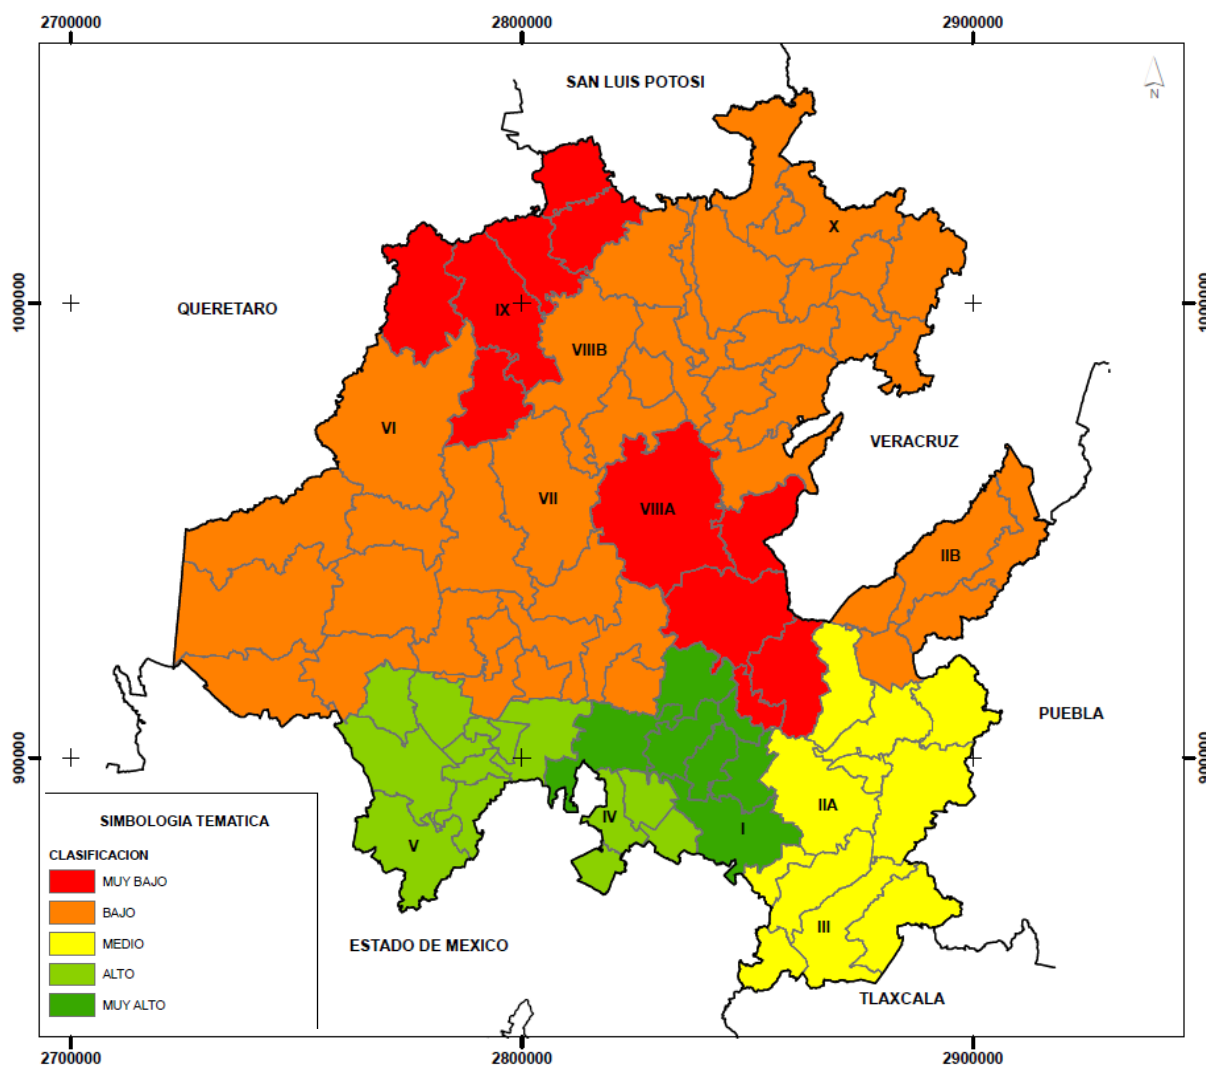 2700000
2800000
2900000
SAN LUIS POTOSI
N
X
QUERETARO
1000000
1000000
IX
VIIIB
VI
VERACRUZ
VII
VIIIA
IIB
PUEBLA
900000
900000
IIA
SIMBOLOGIA TEMATICA
IV
I
V
CLASIFICACION
MUY BAJO
BAJO
III
MEDIO
ESTADO DE MEXICO
ALTO
TLAXCALA
MUY ALTO
2700000
2800000
2900000